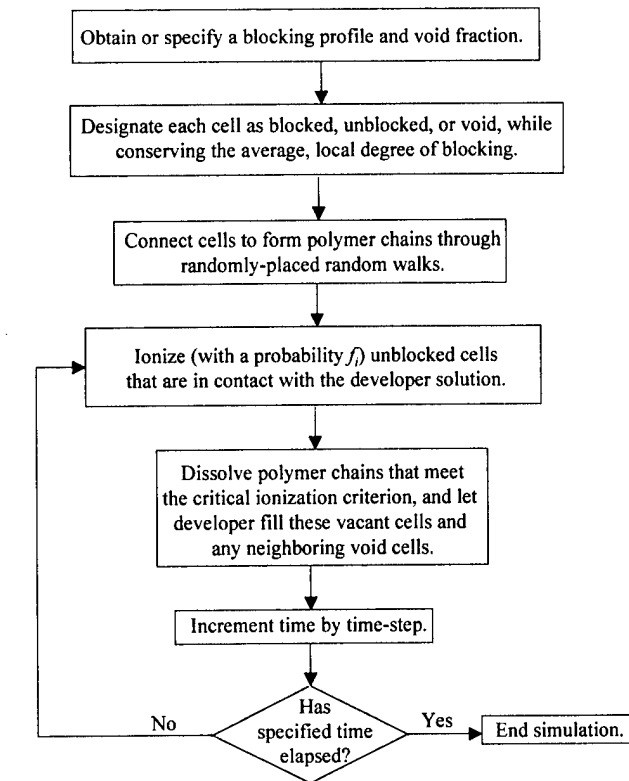 Obtain or specify a blocking profile and void fraction.
Designate each cell as blocked, unblocked, or void, while
conserving the average, local degree of blocking.
Connect cells to form polymer chains through
randomly-placed random walks.
Ionize (with a probability fi) unblocked cells
that are in contact with the developer solution.
Dissolve polymer chains that meet
the critical ionization criterion, and let
developer fill these vacant cells and
any neighboring void cells.
Increment time by time-step.
Has
specified time
elapsed?
No
Yes
End simulation.